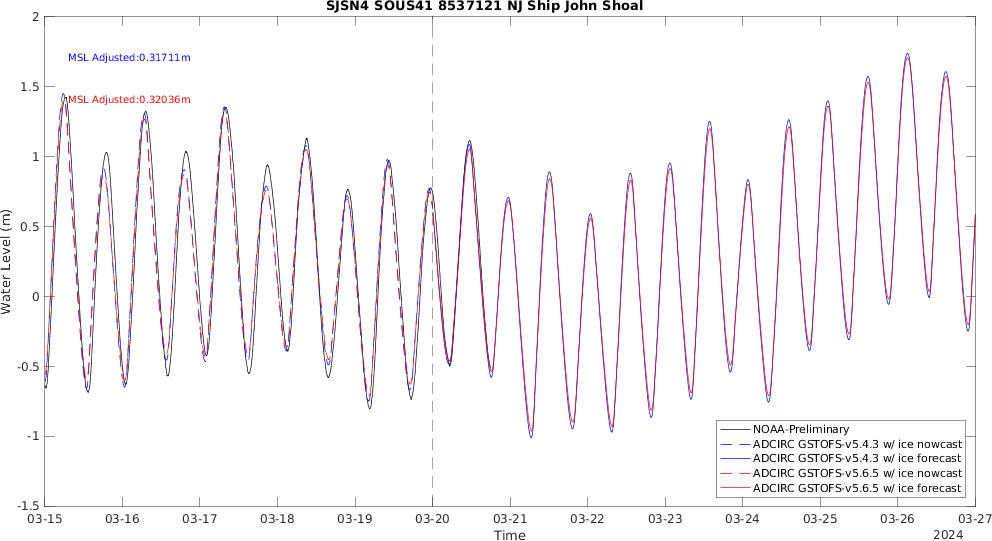 SJSN4 SOUS41 8537121 NJ Ship John Shoal
2
1.5
1
0.5
0
-0.5
-1
-1.5
Water Level (m)
MSL Adjusted:0.31711m
MSL Adjusted:0.32036m
NOAA-Preliminary
ADCIRC GSTOFS-v5.4.3 w/ ice nowcast
ADCIRC GSTOFS-v5.4.3 w/ ice forecast
ADCIRC GSTOFS-v5.6.5 w/ ice nowcast
ADCIRC GSTOFS-v5.6.5 w/ ice forecast
03-15 03-16 03-17 03-18 03-19 03-20 03-21 03-22 03-23 03-24 03-25 03-26 03-27
Time
2024